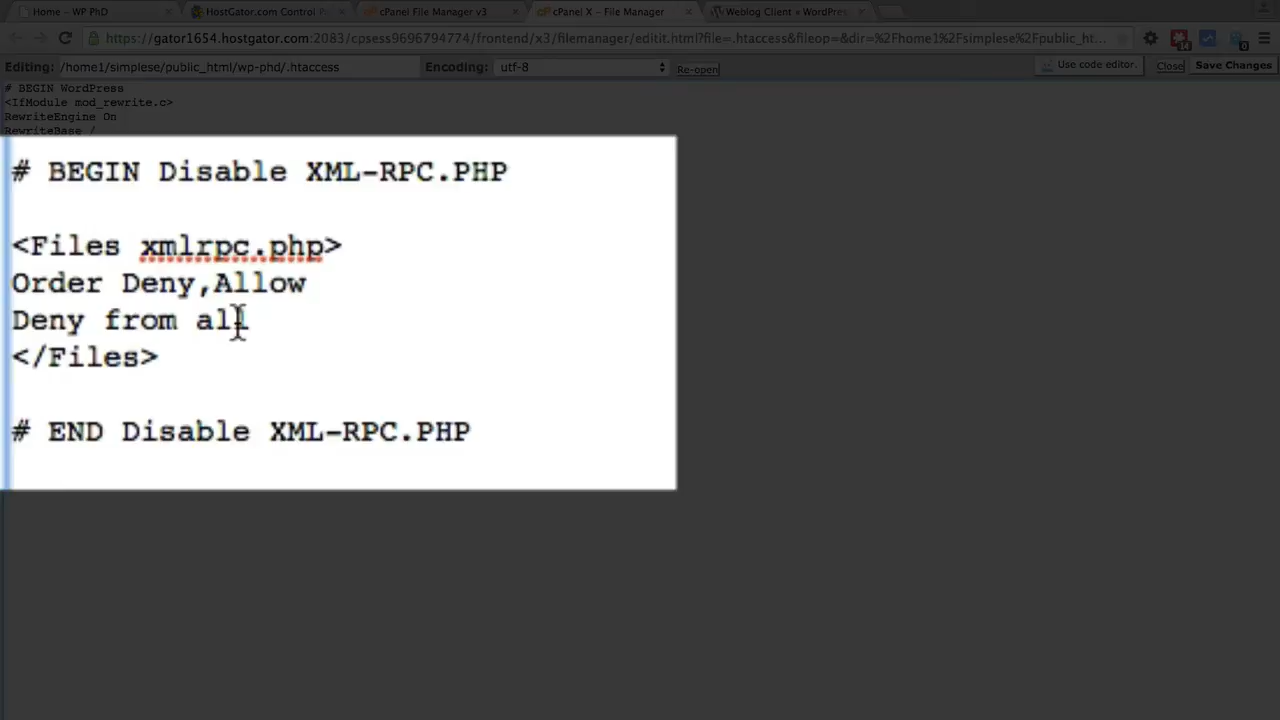 Home – WP PhD
HostGator.com Control P
cPanel File Manager v3
cPanel X – File Manager
Weblog Client « WordPres
https://gator1654.hostgator.com:2083/cpsess9696794774/frontend/x3/filemanager/editit.html?file=.htaccess&fileop=&dir=%2Fhome1%2Fsimplese%2Fpublic_ht...
14
0
Editing: /home1/simplese/public_html/wp-phd/.htaccess Encoding: utf-8 Re-open Use code editor. Close Save Changes
# BEGIN WordPress
<IfModule mod_rewrite.c>
RewriteEngine On
RewriteBase /
# BEGIN Disable XML-RPC.PHP
<Files xmlrpc.php>
Order Deny,Allow
Deny from all
</Files>
# END Disable XML-RPC.PHP